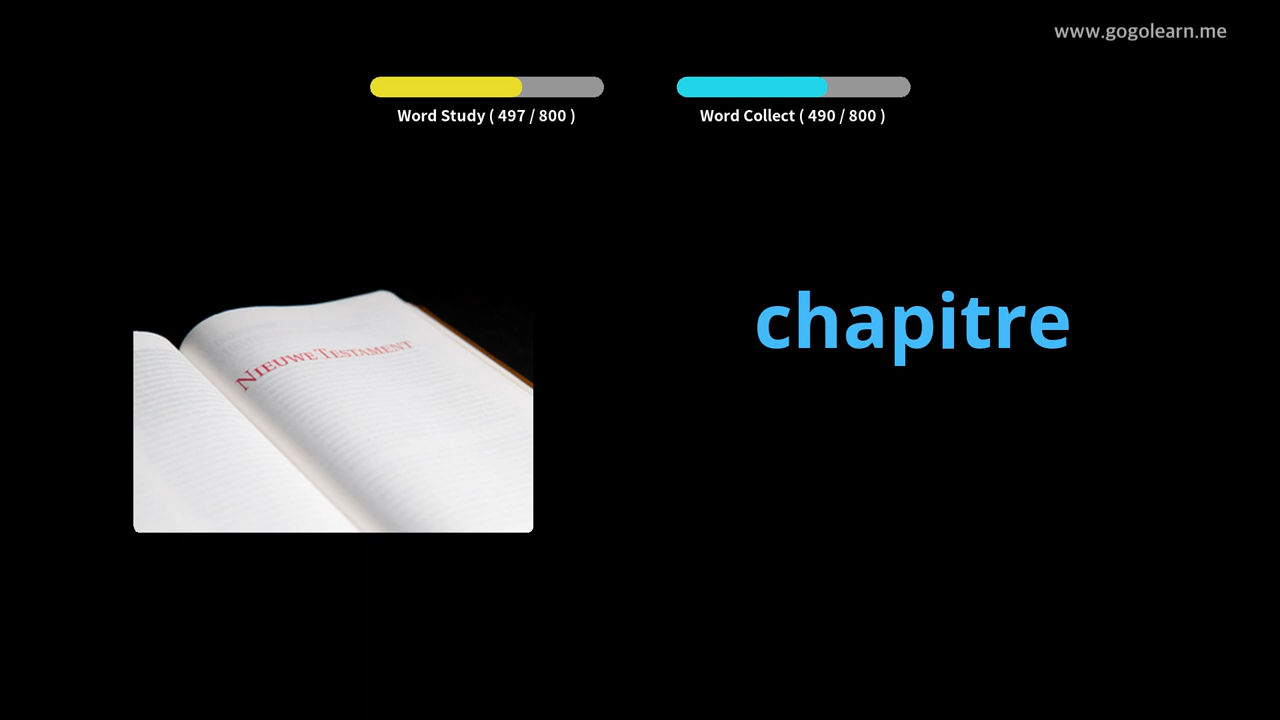 www.gogolearn.me
Word Study ( 497 / 800 )
Word Collect ( 490 / 800 )
NIEUWE TESTAMENT
chapitre